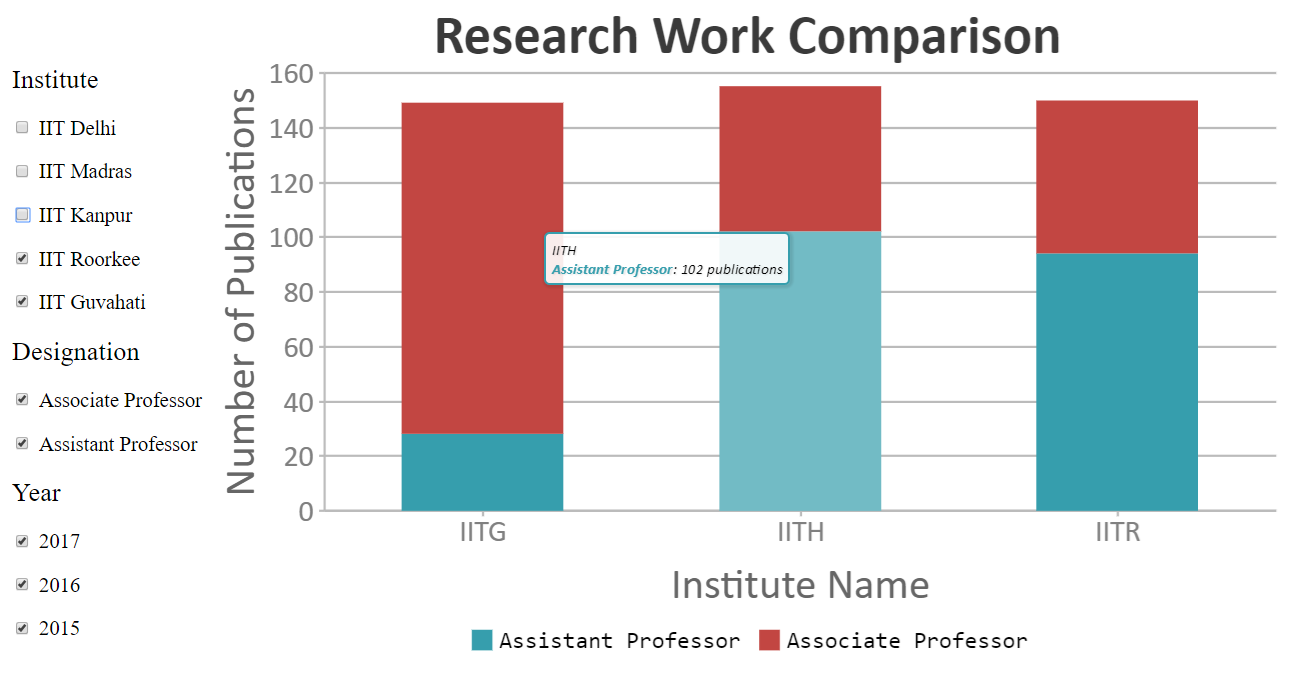 Research Work Comparison
Institute
IIT Delhi
IIT Madras
IIT Kanpur
IIT Roorkee
IIT Guvahati
Designation
Associate Professor
Assistant Professor
Year
2017
2016
2015
Number of Publications
160
140
120
100
80
60
40
20
0
IITH
Assistant Professor: 102 publications
IITG IITH IITR
Institute Name
Assistant Professor Associate Professor